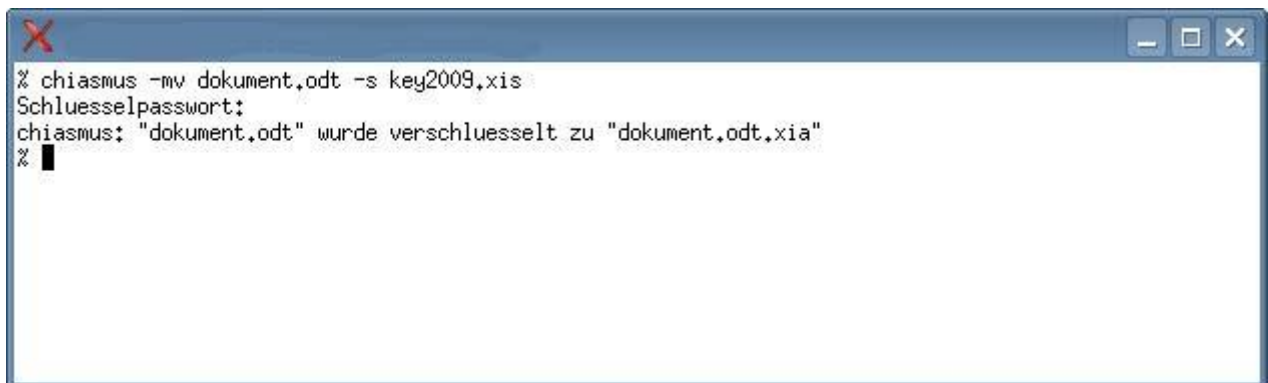 % chiasmus -mv dokument.odt -s key2009.xis
Schluesselpasswort:
chiasmus: "dokument.odt" wurde verschluesselt zu "dokument.odt.xia"
%